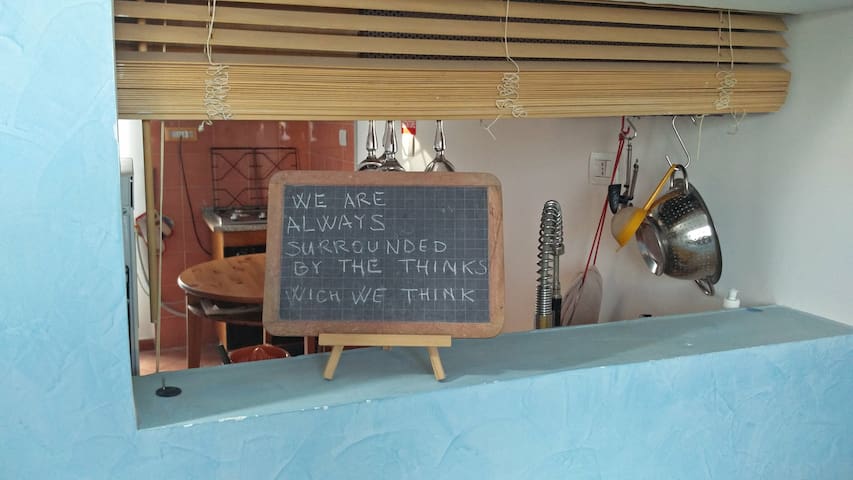 WE ARE
ALWAYS
SURROUNDED
BY THE THINKS
WICH WE THINK